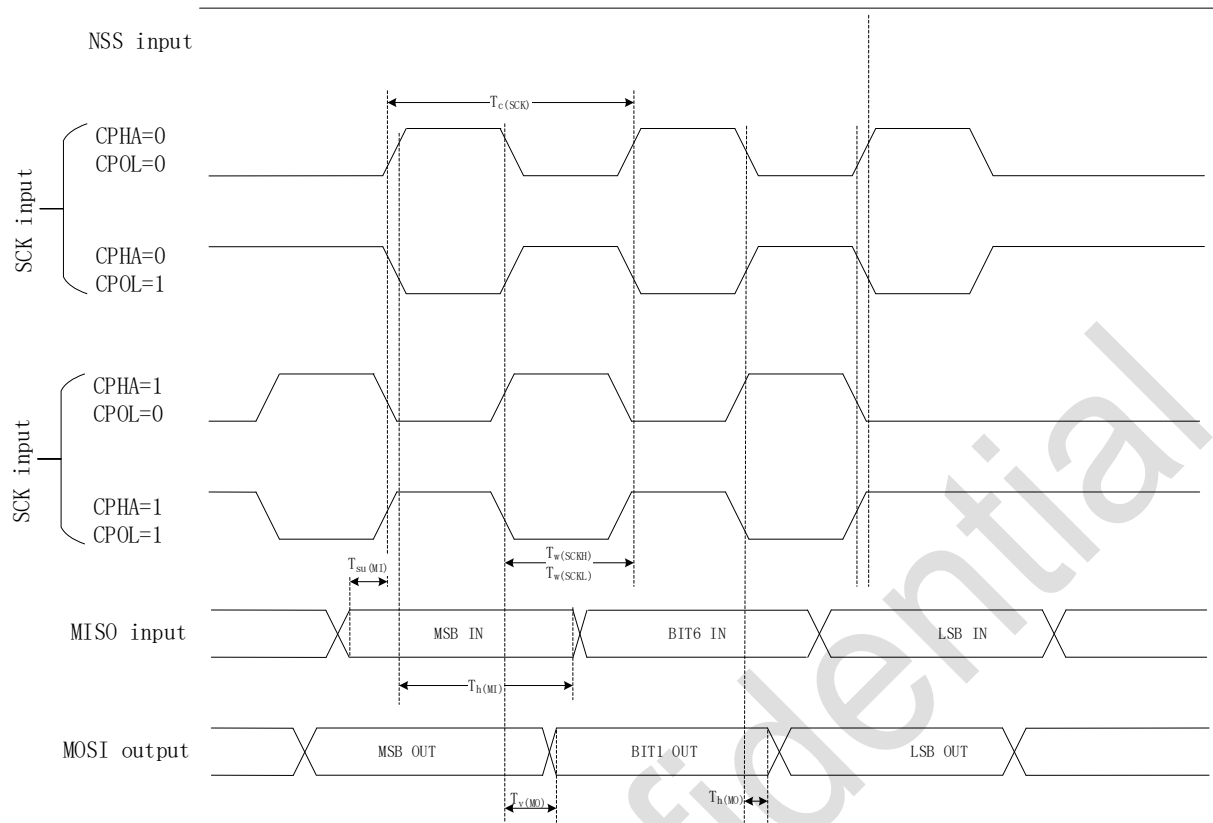 NSS input
Tc(SCK)
CPHA=0
CPOL=0
SCK input
CPHA=0
CPOL=1
CPHA=1
CPOL=0
SCK input
CPHA=1
CPOL=1
Tw(SCKH)
Tw(SCKL)
Tsu(MI)
MISO input
MSB IN
BIT6 IN
LSB IN
Th(MI)
MOSI output
MSB OUT
BIT1 OUT
LSB OUT
Tv(MO)
Th(MO)
fidential